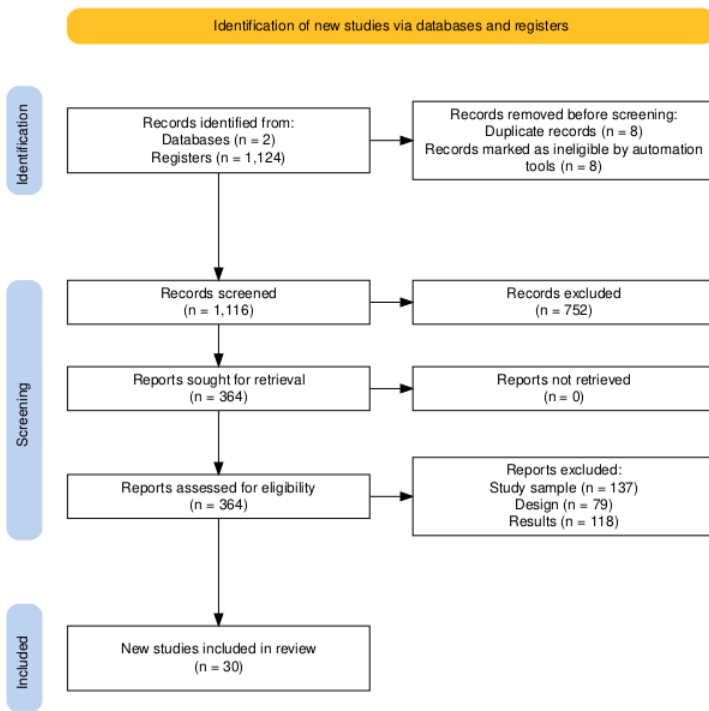 Identification of new studies via databases and registers
Identification
Records identified from:
Databases (n = 2)
Registers (n = 1,124)
Records removed before screening:
Duplicate records (n = 8)
Records marked as ineligible by automation
tools (n = 8)
Screening
Records screened
(n = 1,116)
Records excluded
(n = 752)
Reports sought for retrieval
(n = 364)
Reports not retrieved
(n = 0)
Reports assessed for eligibility
(n = 364)
Reports excluded:
Study sample (n = 137)
Design (n = 79)
Results (n = 118)
Included
New studies included in review
(n = 30)